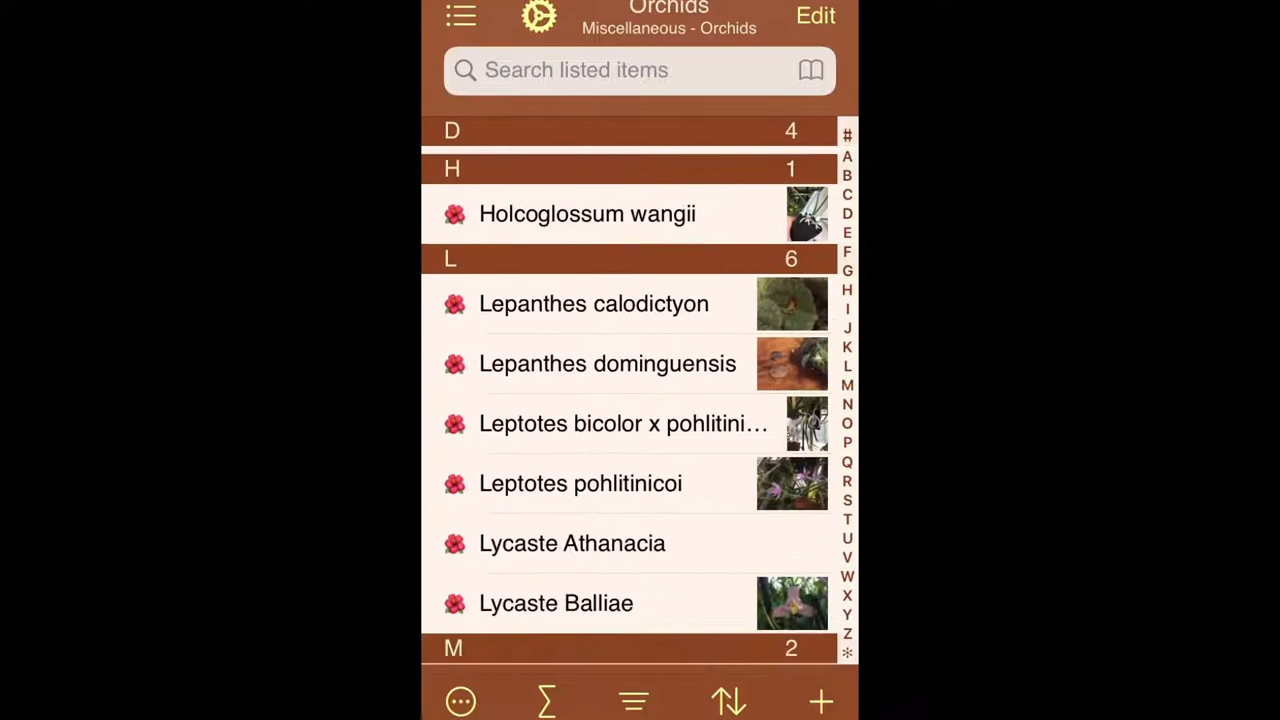 Orchids
Edit
Miscellaneous - Orchids
Search listed items
D 4
H 1
Holcoglossum wangii
L 6
Lepanthes calodictyon
Lepanthes dominguensis
Leptotes bicolor x pohlitini…
Leptotes pohlitinicoi
Lycaste Athanacia
Lycaste Balliae
M 2
#
A
B
C
D
E
F
G
H
I
J
K
L
M
N
O
P
Q
R
S
T
U
V
W
X
Y
Z
*